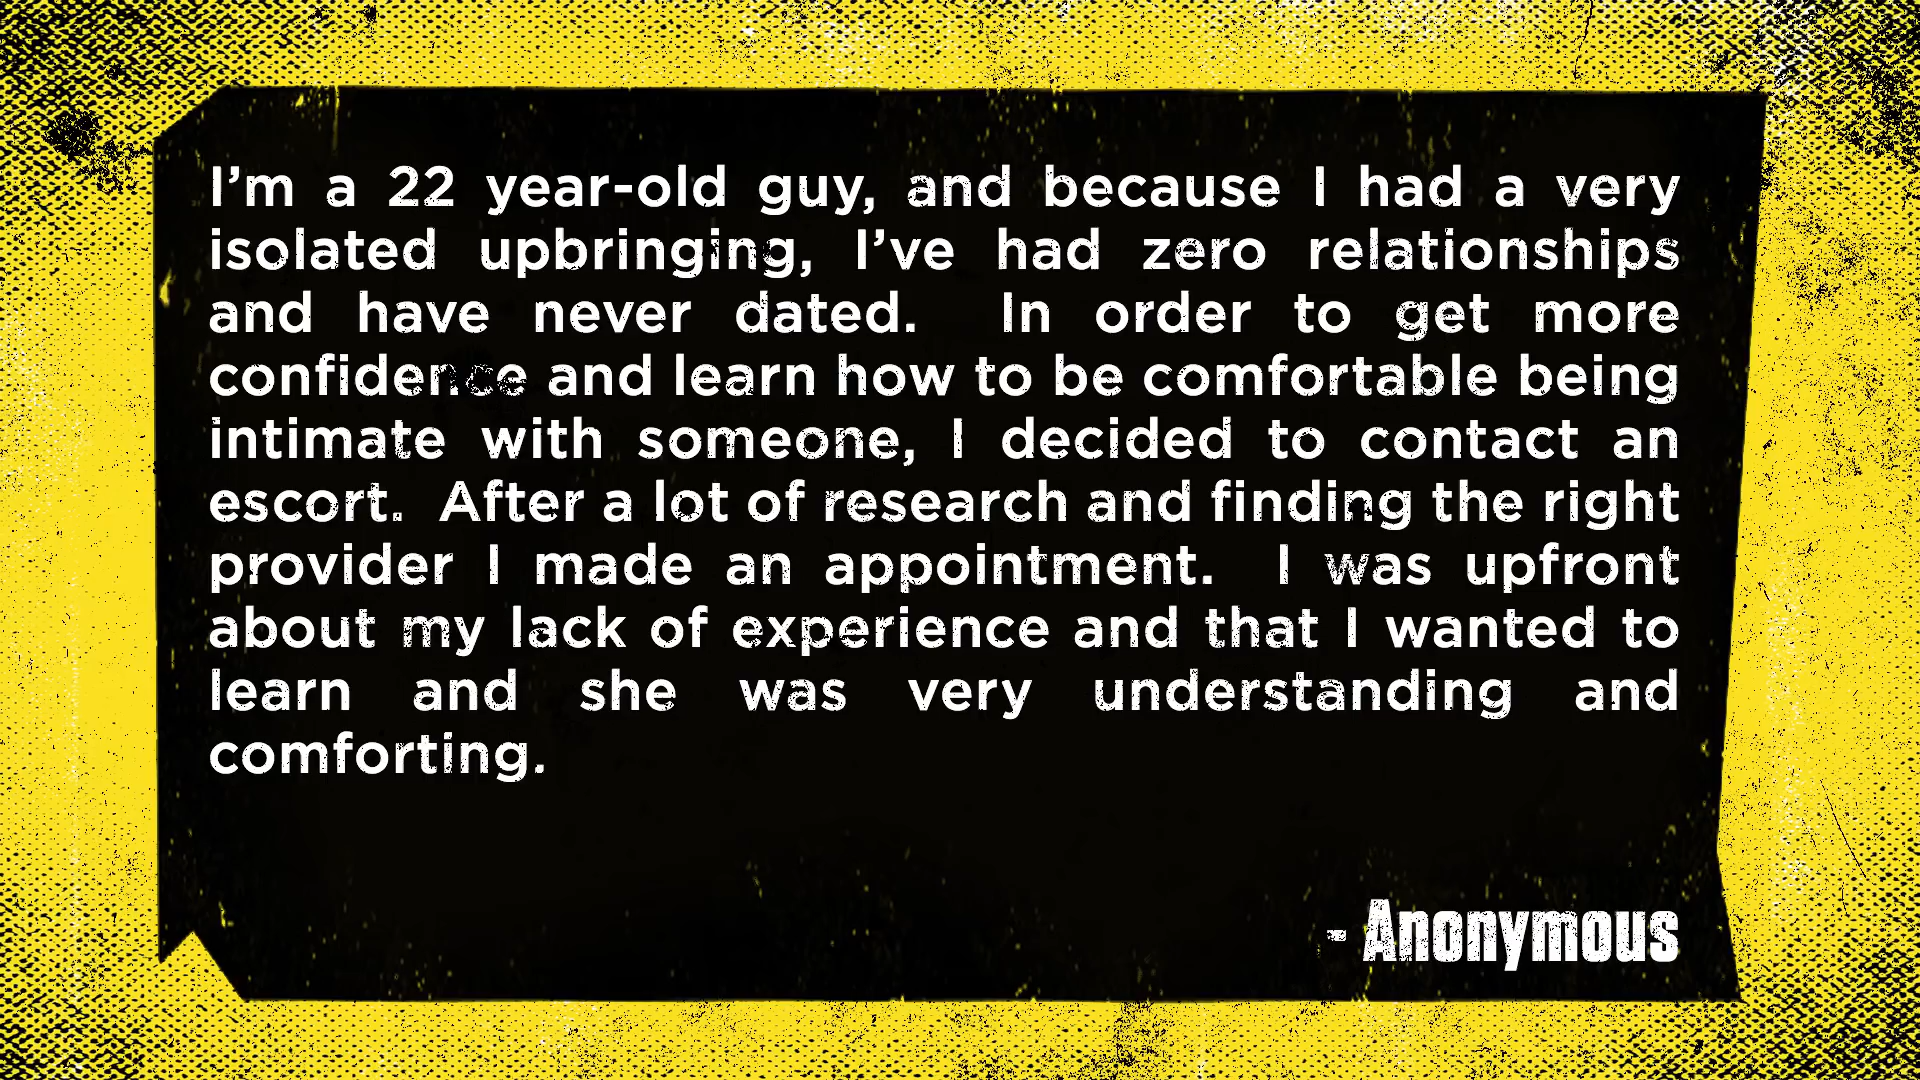 I’m a 22 year-old guy, and because I had a very
isolated upbringing, I’ve had zero relationships
and have never dated.  In order to get more
confidence and learn how to be comfortable being
intimate with someone, I decided to contact an
escort.  After a lot of research and finding the right
provider I made an appointment.  I was upfront
about my lack of experience and that I wanted to
learn and she was very understanding and
comforting.
- Anonymous